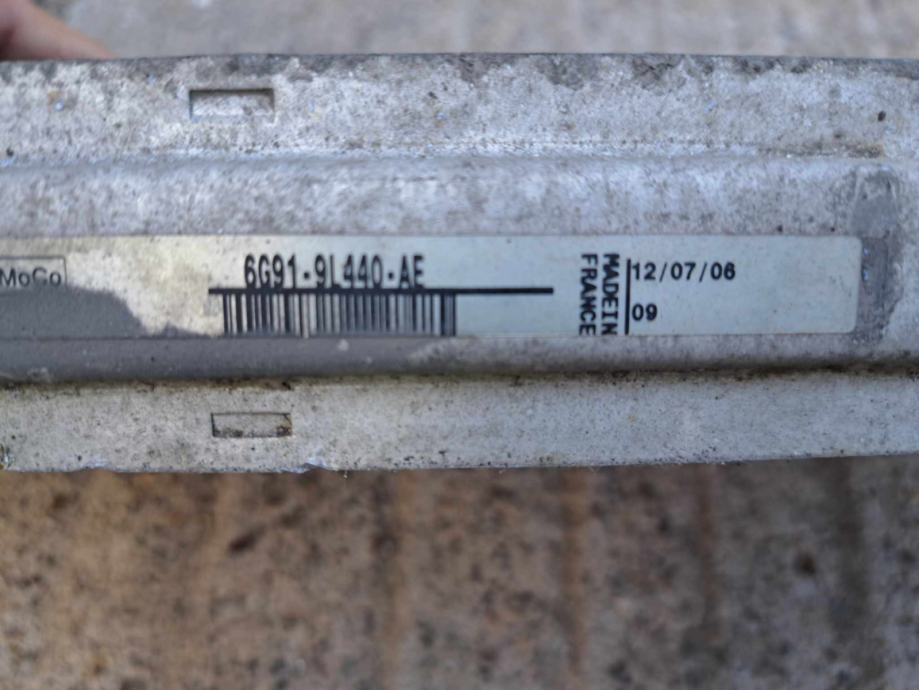 MoCo
6G91-9L440-AE
MADE IN
FRANCE
12/07/06
09